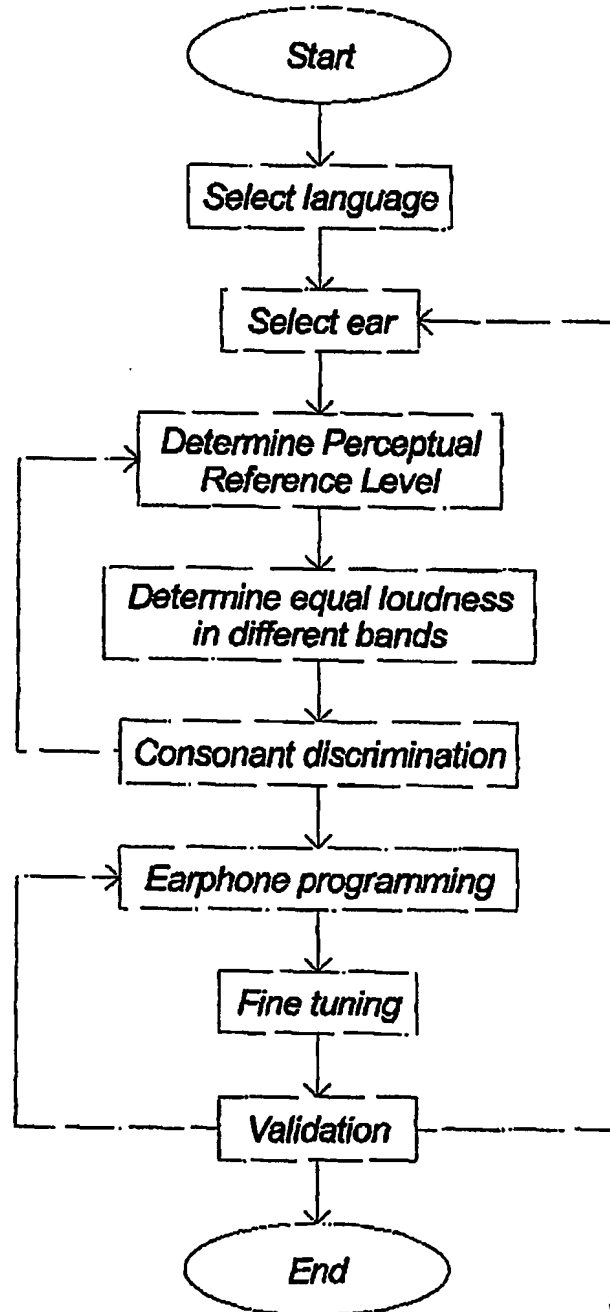 Start
Select language
Select ear
Determine Perceptual
Reference Level
Determine equal loudness
in different bands
Consonant discrimination
Earphone programming
Fine tuning
Validation
End